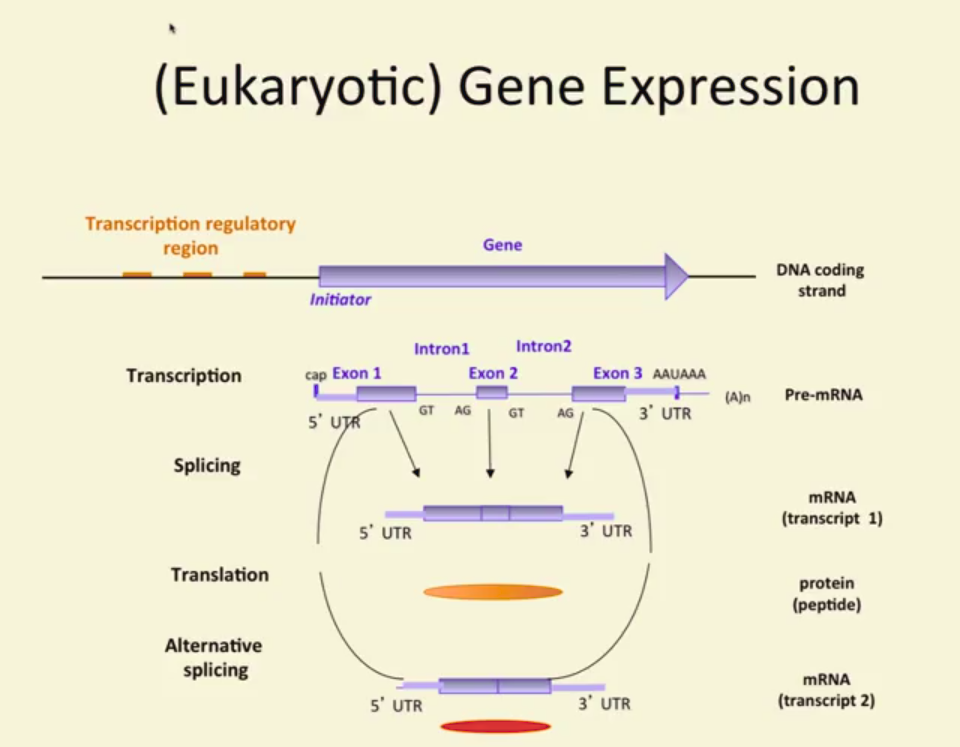 (Eukaryotic) Gene Expression
Transcription regulatory
region
Gene
DNA coding
strand
Initiator
Intron1
Intron2
Transcription
cap
Exon 1
Exon 2
Exon 3
AAUAAA
GT
AG
GT
AG
(A)n
Pre-mRNA
5' UTR
3' UTR
Splicing
mRNA
(transcript 1)
5' UTR
3' UTR
Translation
protein
(peptide)
Alternative
splicing
mRNA
(transcript 2)
5' UTR
3' UTR